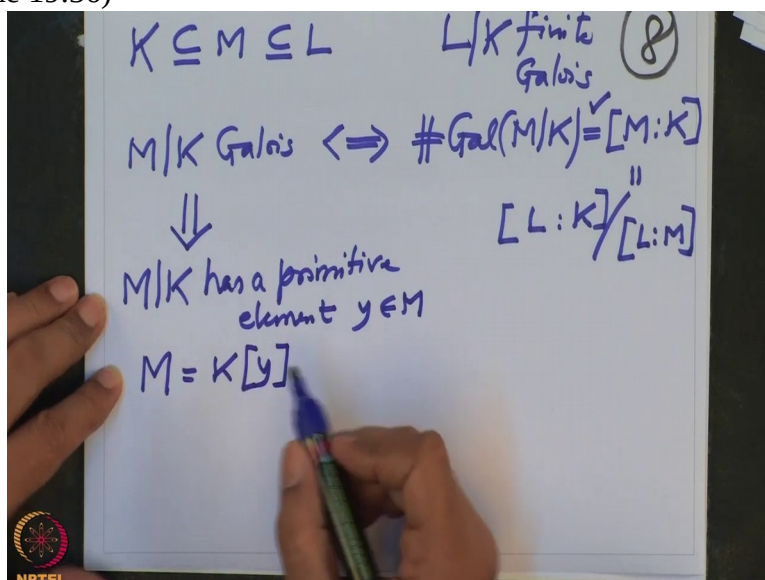 K ⊆ M ⊆ L
L|K finite
Galois
8
M|K Galois ⟺ #Gal(M|K) = [M:K]
✓
||
[L:K]/[L:M]
⇓
M|K has a primitive
element y ∈ M
M = K[y]
NPTEL